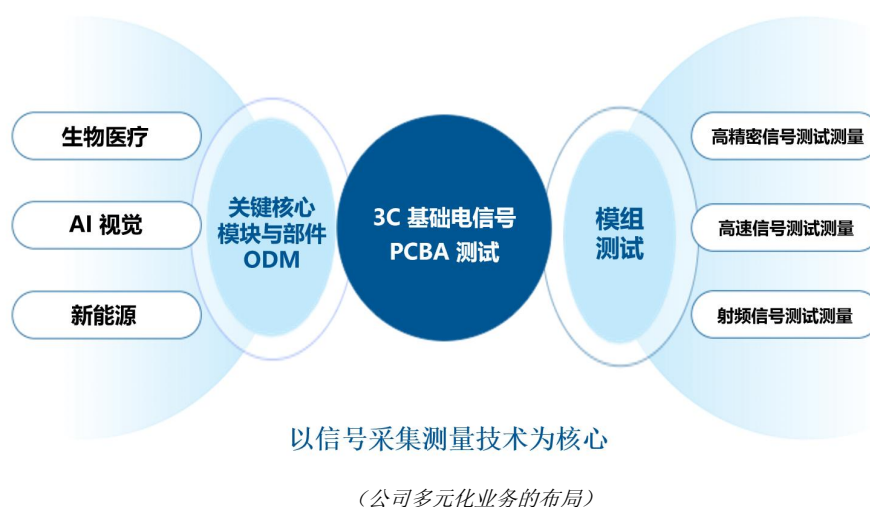 生物医疗
AI 视觉
新能源
关键核心
模块与部件
ODM
3C 基础电信号
PCBA 测试
模组
测试
高精密信号测试测量
高速信号测试测量
射频信号测试测量
以信号采集测量技术为核心
（公司多元化业务的布局）